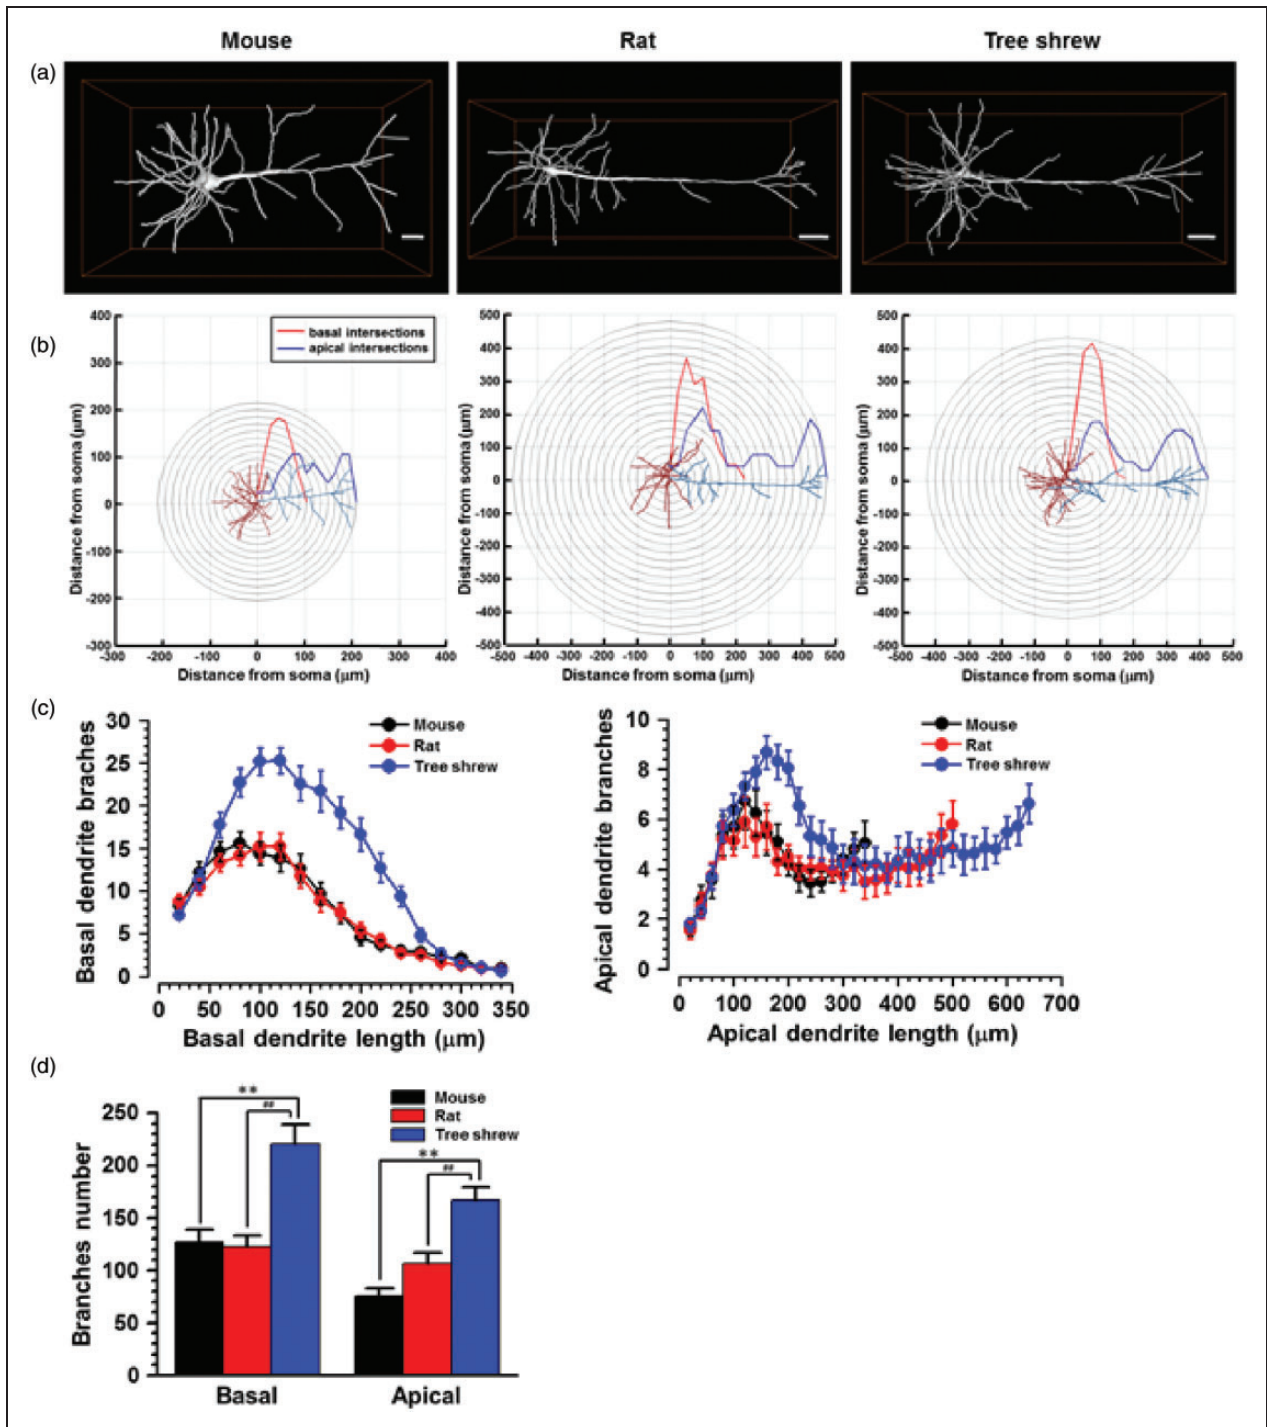 Mouse
Rat
Tree shrew
(a)
(b)
400
300
200
100
0
-100
-200
-300
Distance from soma (μm)
-300 -200 -100 0 100 200 300 400
Distance from soma (μm)
basal intersections
apical intersections
500
400
300
200
100
0
-100
-200
-300
-400
-500
Distance from soma (μm)
-500 -400 -300 -200 -100 0 100 200 300 400 500
Distance from soma (μm)
500
400
300
200
100
0
-100
-200
-300
-400
-500
Distance from soma (μm)
-500 -400 -300 -200 -100 0 100 200 300 400 500
Distance from soma (μm)
(c)
Basal dendrite braches
30
25
20
15
10
5
0
0 50 100 150 200 250 300 350
Basal dendrite length (μm)
Mouse
Rat
Tree shrew
Apical dendrite branches
10
8
6
4
2
0
0 100 200 300 400 500 600 700
Apical dendrite length (μm)
Mouse
Rat
Tree shrew
(d)
Branches number
250
200
150
100
50
0
**
##
**
##
Mouse
Rat
Tree shrew
Basal
Apical